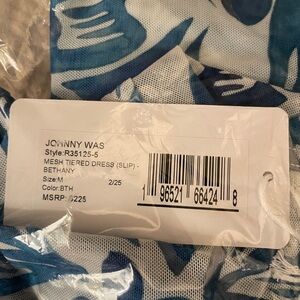 JOHNNY WAS
Style:R35125-5
MESH TIERED DRESS (SLIP) -
BETHANY
Size:M 2/25
Color:BTH
MSRP: $225
1 96521 66424 8